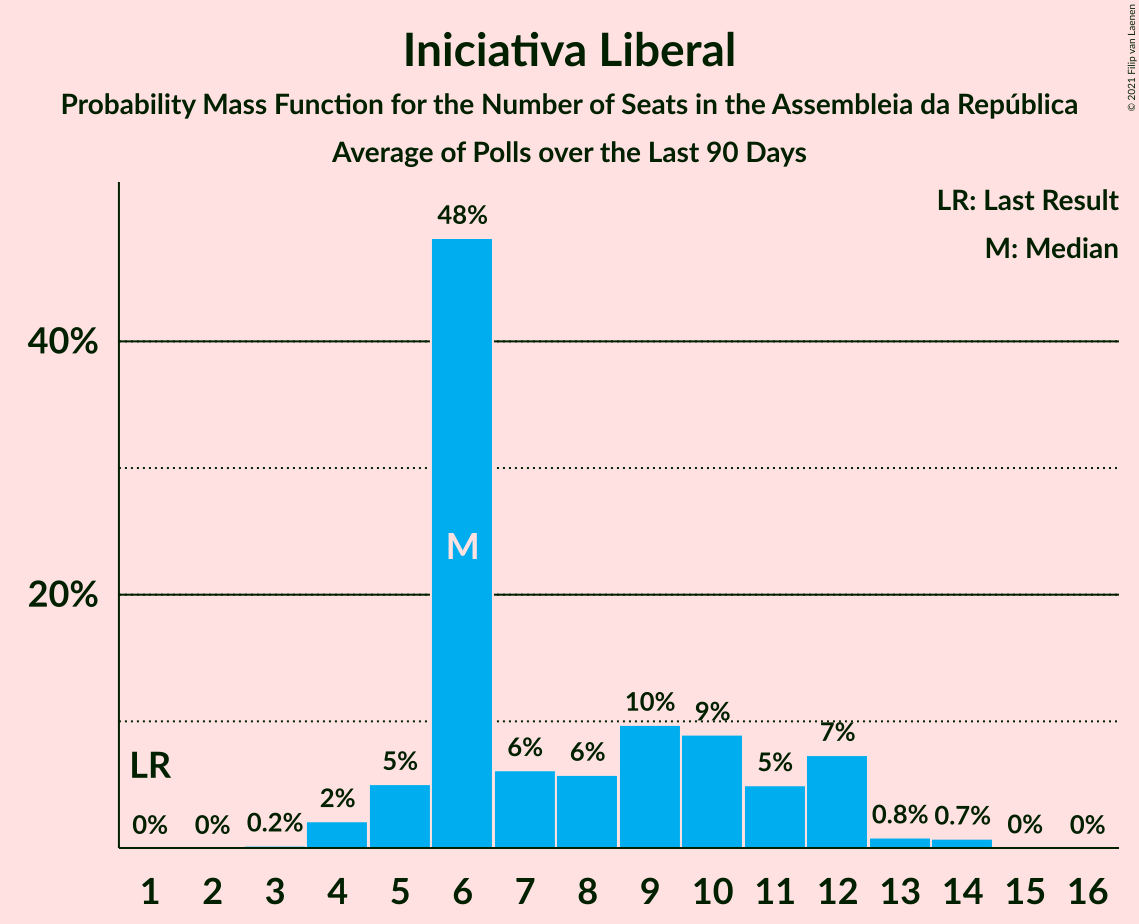 Iniciativa Liberal
Probability Mass Function for the Number of Seats in the Assembleia da República
Average of Polls over the Last 90 Days
© 2021 Filip van Laenen
LR: Last Result
M: Median
48%
40%
M
20%
10%
9%
7%
6%
6%
5%
5%
LR
2%
0%
0%
0.2%
0.8%
0.7%
0%
0%
1 2 3 4 5 6 7 8 9 10 11 12 13 14 15 16